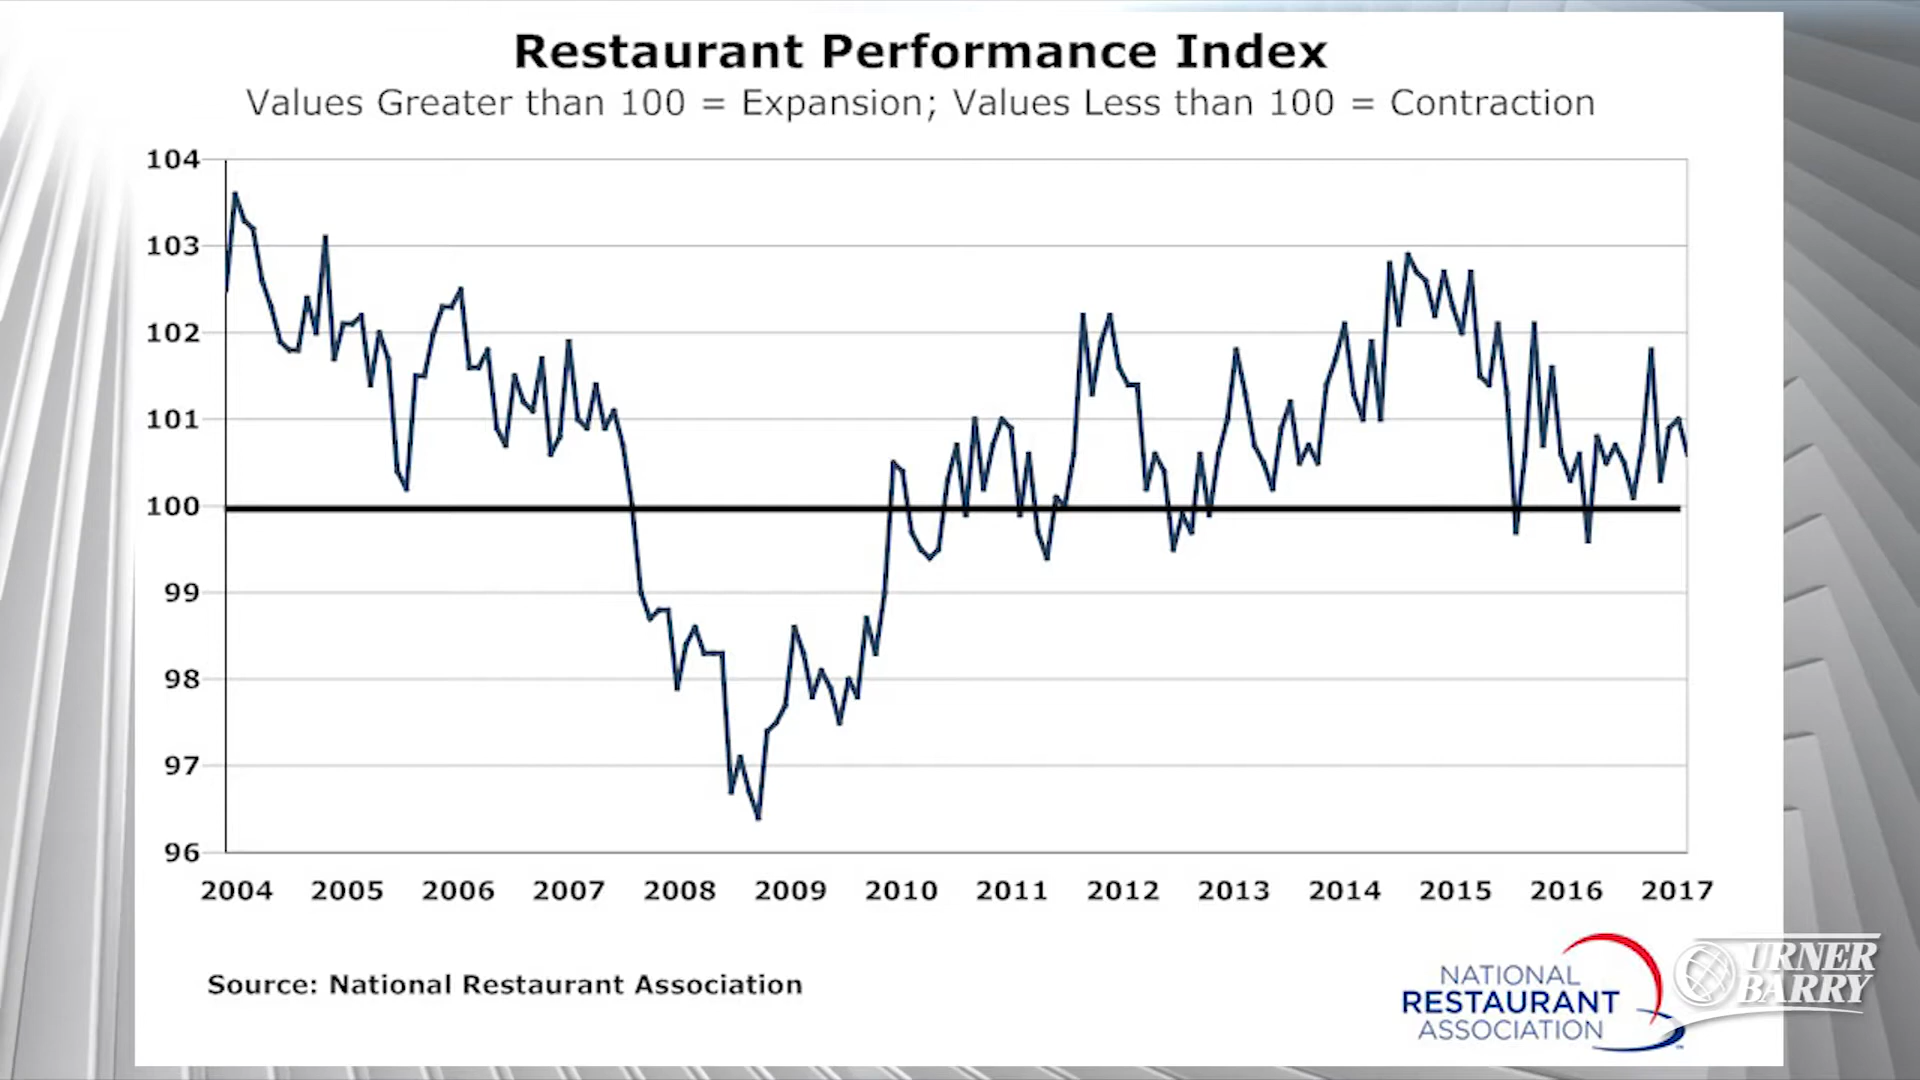 Restaurant Performance Index
Values Greater than 100 = Expansion; Values Less than 100 = Contraction
104
103
102
101
100
99
98
97
96
2004 2005 2006 2007 2008 2009 2010 2011 2012 2013 2014 2015 2016 2017
Source: National Restaurant Association
NATIONAL
RESTAURANT
ASSOCIATION
URNER
BARRY